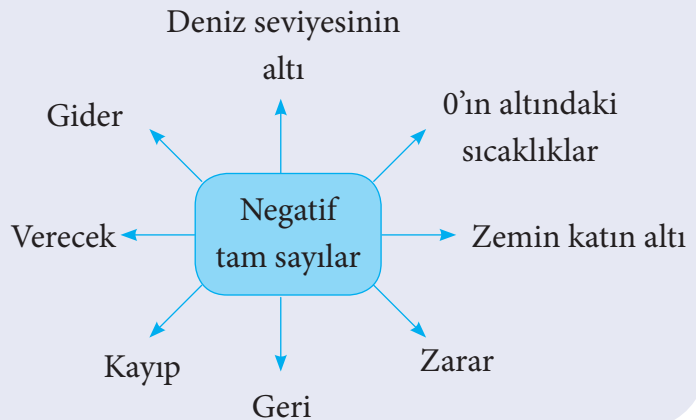 Deniz seviyesinin
altı
0’ın altındaki
sıcaklıklar
Gider
Negatif
tam sayılar
Verecek
Zemin katın altı
Kayıp
Zarar
Geri